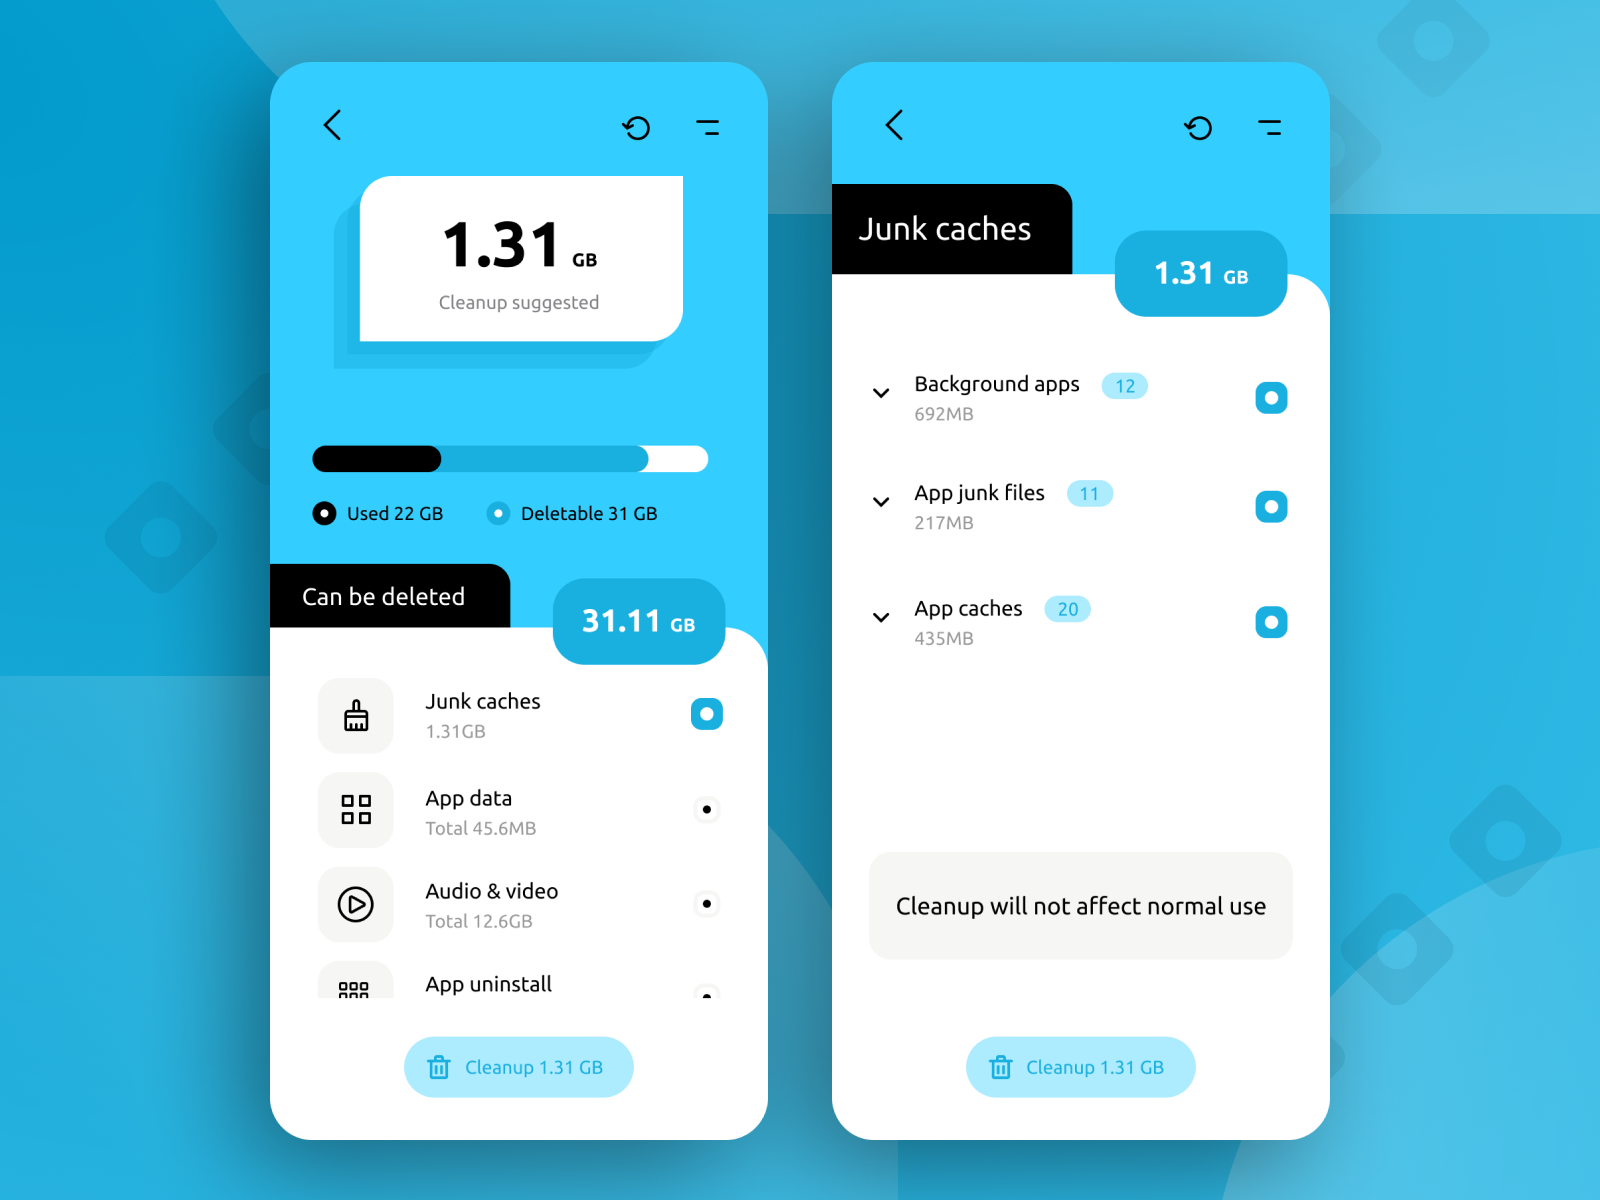 1.31 GB
Cleanup suggested
Used 22 GB
Deletable 31 GB
Can be deleted
31.11 GB
Junk caches
1.31GB
App data
Total 45.6MB
Audio & video
Total 12.6GB
App uninstall
Cleanup 1.31 GB
Junk caches
1.31 GB
Background apps 12
692MB
App junk files 11
217MB
App caches 20
435MB
Cleanup will not affect normal use
Cleanup 1.31 GB